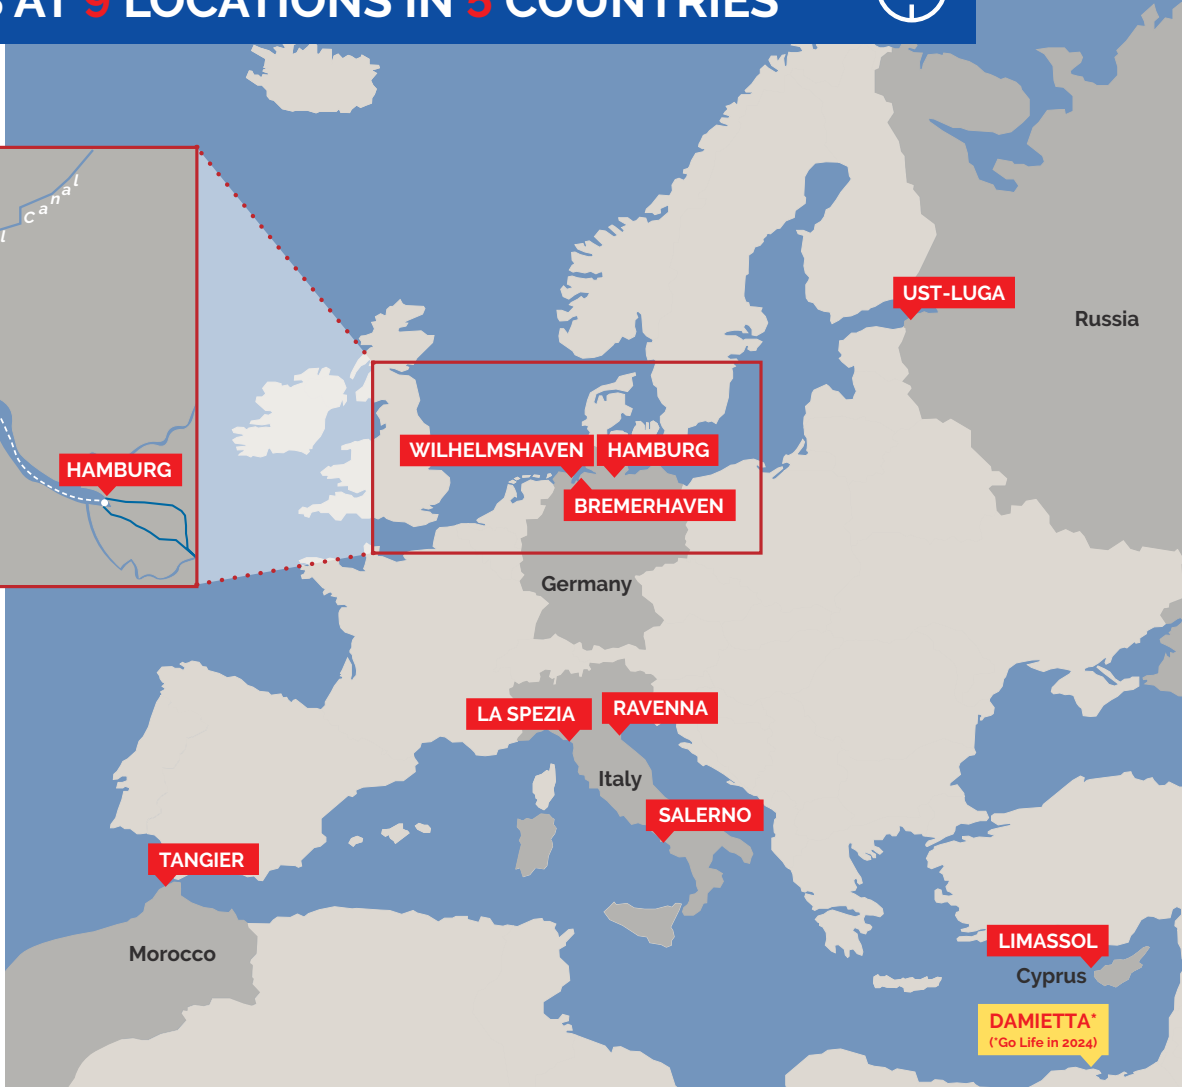 AT 9 LOCATIONS IN 5 COUNTRIES
Canal
HAMBURG
UST-LUGA
Russia
WILHELMSHAVEN
HAMBURG
BREMERHAVEN
Germany
LA SPEZIA
RAVENNA
Italy
SALERNO
TANGIER
Morocco
LIMASSOL
Cyprus
DAMIETTA*
(*Go Life in 2024)